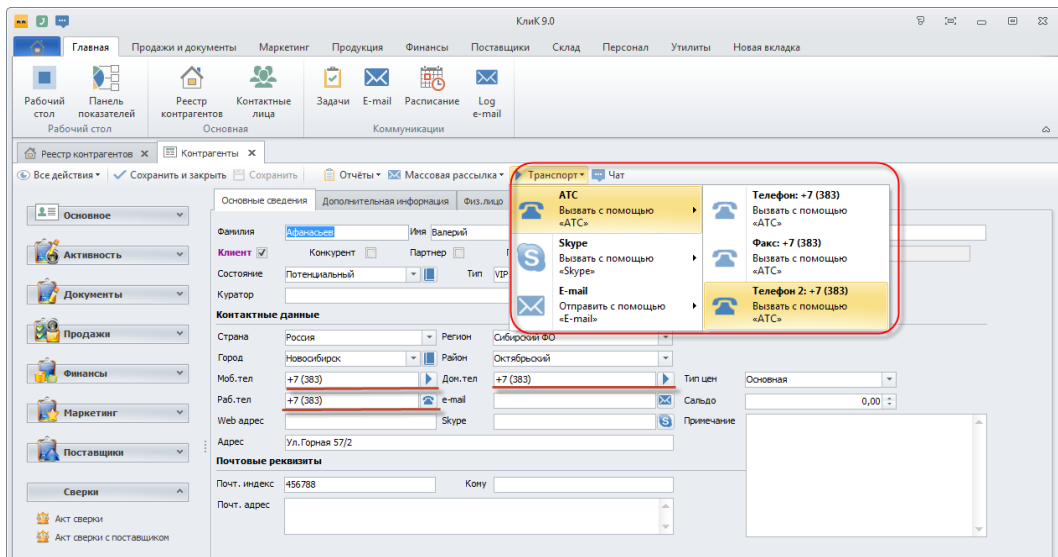 КлиК 9.0
Главная Продажи и документы Маркетинг Продукция Финансы Поставщики Склад Персонал Утилиты Новая вкладка
Рабочий стол Панель показателей Реестр контрагентов Контактные лица Задачи E-mail Расписание Log e-mail
Рабочий стол Основная Коммуникации
Реестр контрагентов Контрагенты
Все действия Сохранить и закрыть Сохранить Отчёты Массовая рассылка Транспорт Чат
Основные сведения Дополнительная информация Физ.лицо
АТС
Вызвать с помощью
«АТС»
Skype
Вызвать с помощью
«Skype»
E-mail
Отправить с помощью
«E-mail»
Телефон: +7 (383)
Вызвать с помощью
«АТС»
Факс: +7 (383)
Вызвать с помощью
«АТС»
Телефон 2: +7 (383)
Вызвать с помощью
«АТС»
Основное
Активность
Документы
Продажи
Финансы
Маркетинг
Поставщики
Сверки
Акт сверки
Акт сверки с поставщиком
Фамилия Афанасьев Имя Валерий
Клиент Конкурент Партнер
Состояние Потенциальный Тип VIP
Куратор
Контактные данные
Страна Россия Регион Сибирский ФО
Город Новосибирск Район Октябрьский
Моб.тел +7 (383) Дом.тел +7 (383) Тип цен Основная
Раб.тел +7 (383) e-mail Сальдо 0,00
Web адрес Skype Примечание
Адрес Ул.Горная 57/2
Почтовые реквизиты
Почт. индекс 456788 Кому
Почт. адрес